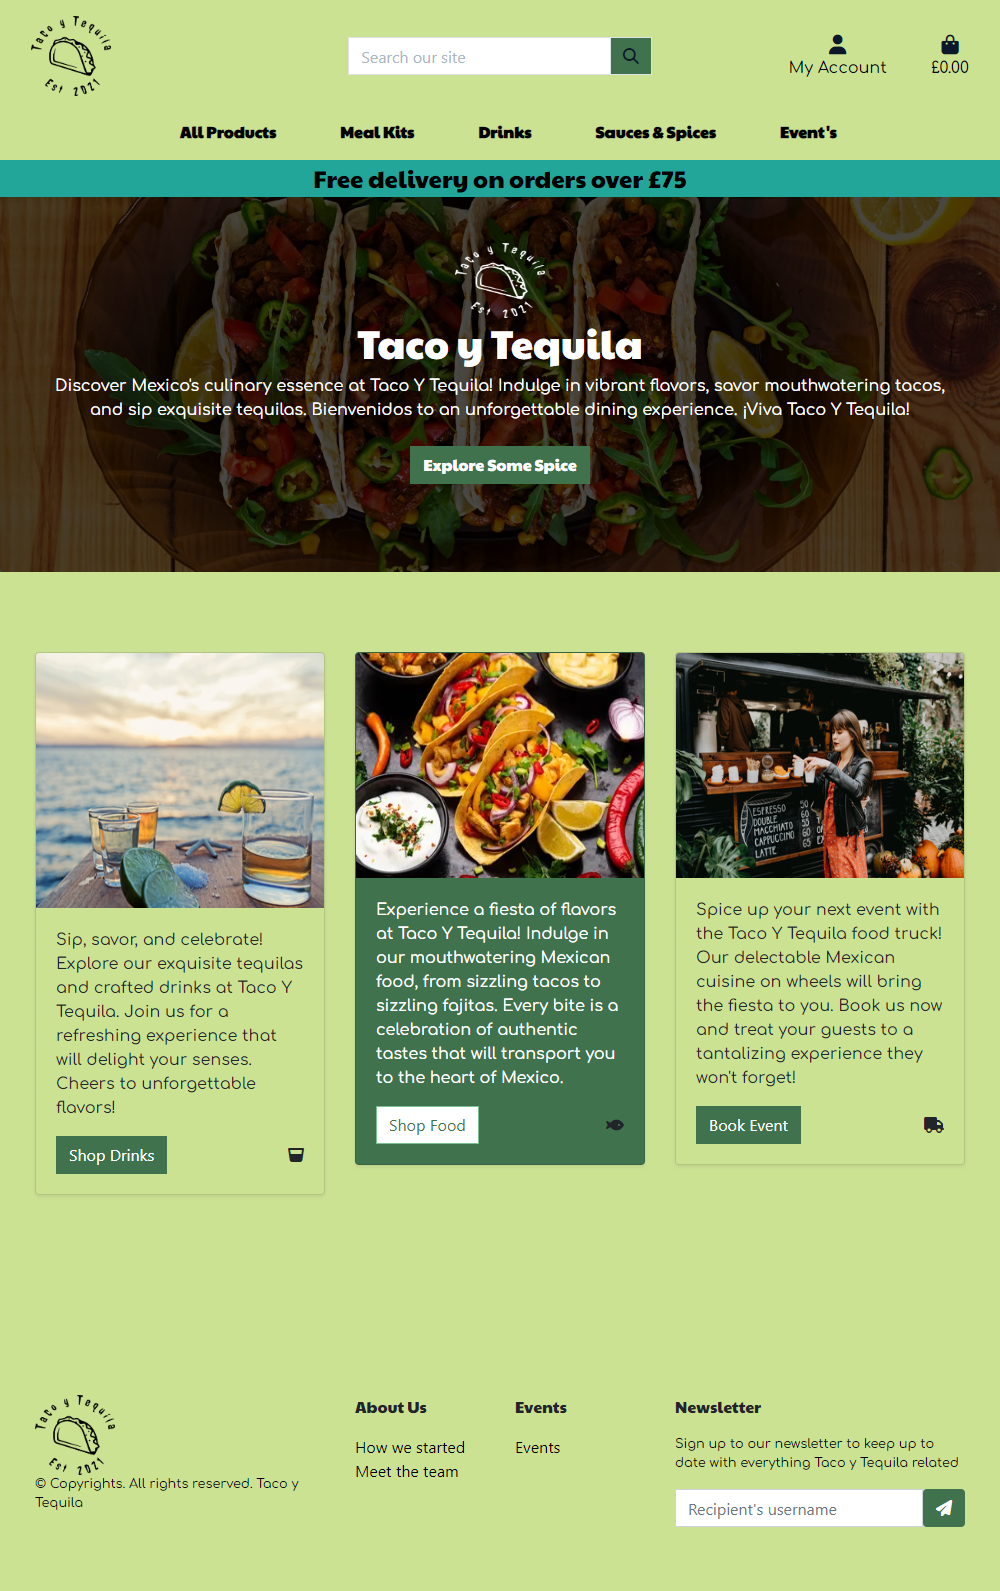 Taco y Tequila
Est 2021
Search our site
My Account
£0.00
All Products
Meal Kits
Drinks
Sauces & Spices
Event's
Free delivery on orders over £75
Taco y Tequila
Est 2021
Taco y Tequila
Discover Mexico's culinary essence at Taco Y Tequila! Indulge in vibrant flavors, savor mouthwatering tacos,
and sip exquisite tequilas. Bienvenidos to an unforgettable dining experience. ¡Viva Taco Y Tequila!
Explore Some Spice
Sip, savor, and celebrate!
Explore our exquisite tequilas
and crafted drinks at Taco Y
Tequila. Join us for a
refreshing experience that
will delight your senses.
Cheers to unforgettable
flavors!
Shop Drinks
Experience a fiesta of flavors
at Taco Y Tequila! Indulge in
our mouthwatering Mexican
food, from sizzling tacos to
sizzling fajitas. Every bite is a
celebration of authentic
tastes that will transport you
to the heart of Mexico.
Shop Food
ESPRESSO
DOUBLE
MACCHIATO
CAPPUCCINO
LATTE
Spice up your next event with
the Taco Y Tequila food truck!
Our delectable Mexican
cuisine on wheels will bring
the fiesta to you. Book us now
and treat your guests to a
tantalizing experience they
won't forget!
Book Event
Taco y Tequila
Est 2021
© Copyrights. All rights reserved. Taco y
Tequila
About Us
How we started
Meet the team
Events
Events
Newsletter
Sign up to our newsletter to keep up to
date with everything Taco y Tequila related
Recipient's username